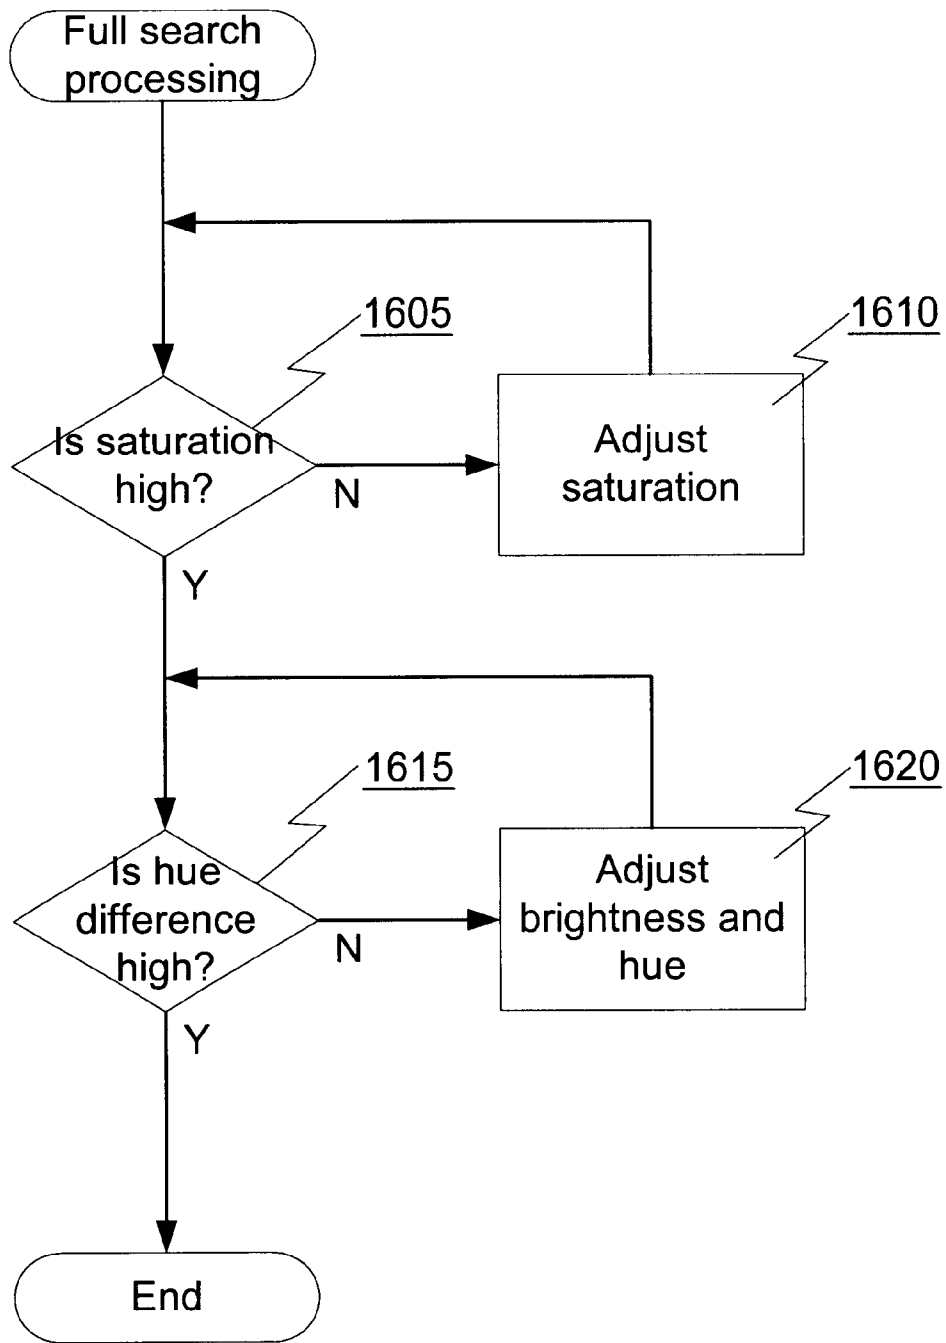 Full search
processing
1605
1610
Is saturation
high?
N
Adjust
saturation
Y
1615
1620
Is hue
difference
high?
N
Adjust
brightness and
hue
Y
End